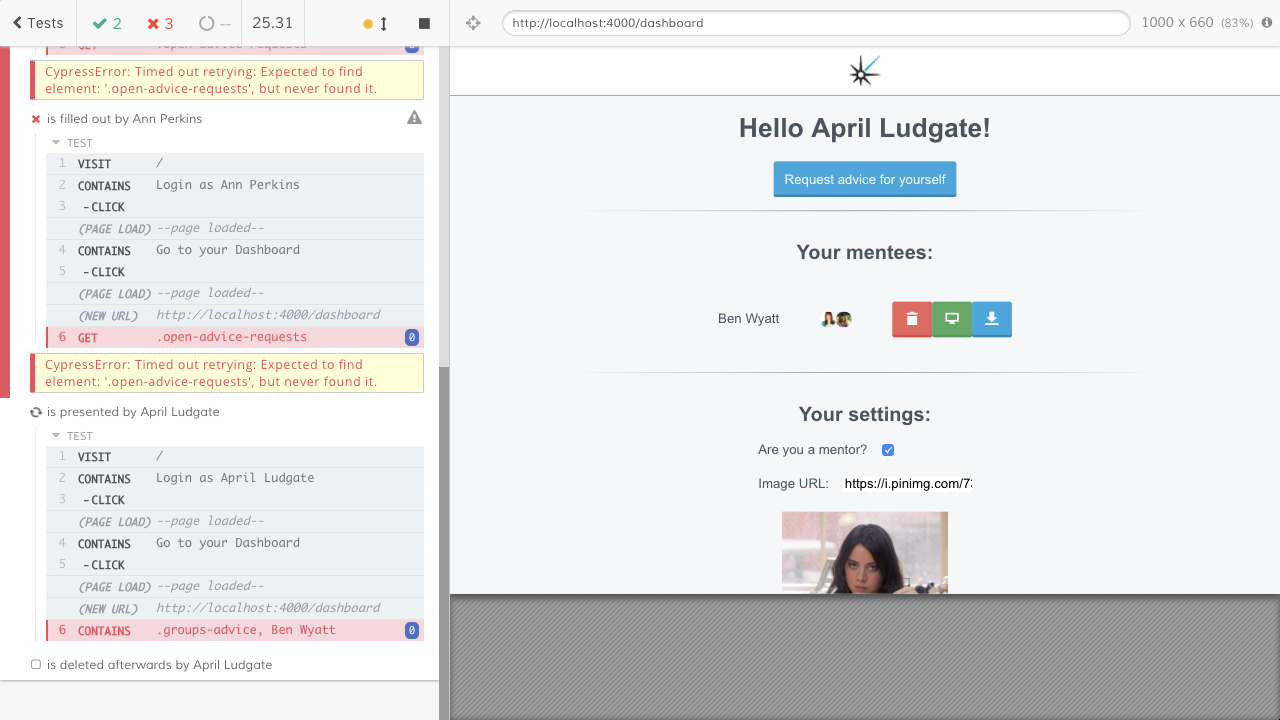 Tests
2
3
--
25.31
http://localhost:4000/dashboard
1000 x 660 (83%)
6 GET .open-advice-requests 0
CypressError: Timed out retrying: Expected to find
element: '.open-advice-requests', but never found it.
is filled out by Ann Perkins
TEST
1 VISIT /
2 CONTAINS Login as Ann Perkins
3 -CLICK
(PAGE LOAD) --page loaded--
4 CONTAINS Go to your Dashboard
5 -CLICK
(PAGE LOAD) --page loaded--
(NEW URL) http://localhost:4000/dashboard
6 GET .open-advice-requests 0
CypressError: Timed out retrying: Expected to find
element: '.open-advice-requests', but never found it.
is presented by April Ludgate
TEST
1 VISIT /
2 CONTAINS Login as April Ludgate
3 -CLICK
(PAGE LOAD) --page loaded--
4 CONTAINS Go to your Dashboard
5 -CLICK
(PAGE LOAD) --page loaded--
(NEW URL) http://localhost:4000/dashboard
6 CONTAINS .groups-advice, Ben Wyatt 0
is deleted afterwards by April Ludgate
Hello April Ludgate!
Request advice for yourself
Your mentees:
Ben Wyatt
Your settings:
Are you a mentor?
Image URL: https://i.pinimg.com/7